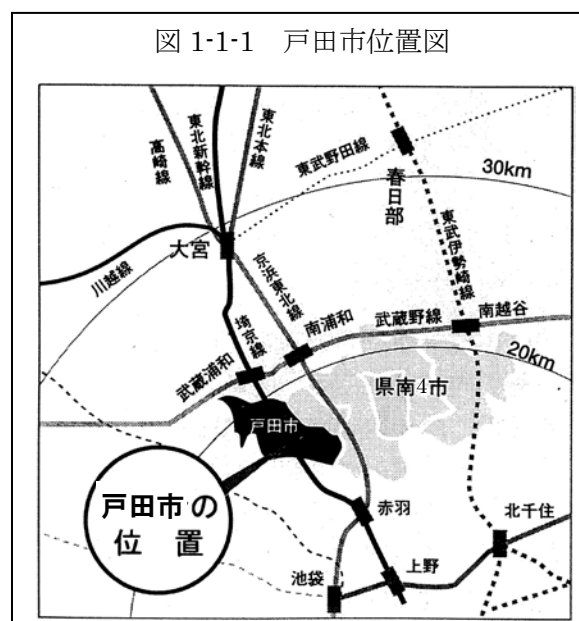 図 1-1-1 戸田市位置図
高崎線
東北新幹線
東北本線
東武野田線
春日部
30km
東武伊勢崎線
大宮
川越線
京浜東北線
埼京線
南浦和
武蔵野線
南越谷
武蔵浦和
20km
県南4市
戸田市
戸田市の
位置
赤羽
北千住
池袋
上野